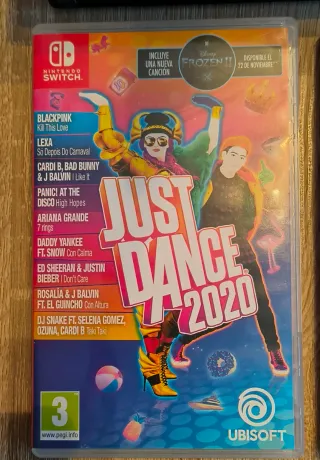 NINTENDO
SWITCH
INCLUYE
UNA NUEVA
CANCIÓN
Disney
FROZEN II
DISPONIBLE EL
22 DE NOVIEMBRE
BLACKPINK
Kill This Love
LEXA
Só Depois Do Carnaval
CARDI B, BAD BUNNY
& J BALVIN I Like It
PANIC! AT THE
DISCO High Hopes
ARIANA GRANDE
7 rings
DADDY YANKEE
FT. SNOW Con Calma
ED SHEERAN & JUSTIN
BIEBER I Don't Care
ROSALÍA & J BALVIN
FT. EL GUINCHO Con Altura
DJ SNAKE FT. SELENA GOMEZ,
OZUNA, CARDI B Taki Taki
JUST
DANCE
2020
3
www.pegi.info
UBISOFT